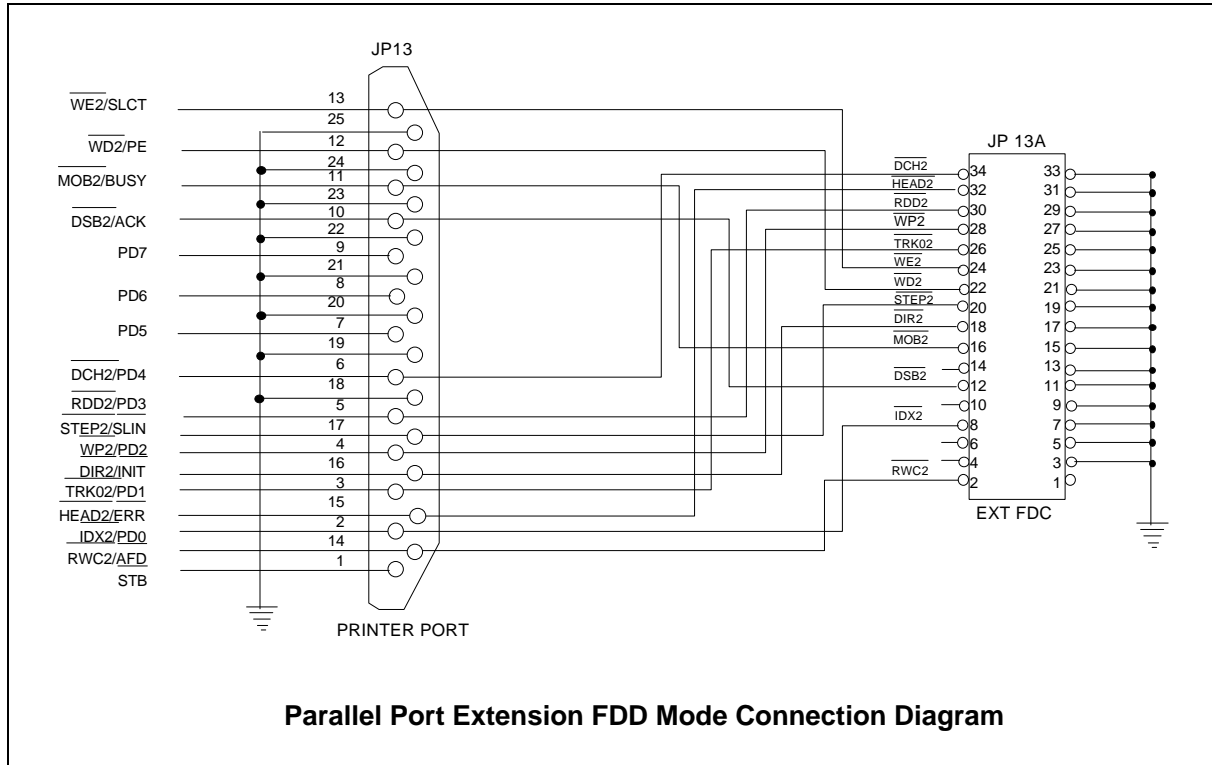 JP13
WE2/SLCT
WD2/PE
MOB2/BUSY
DSB2/ACK
PD7
PD6
PD5
DCH2/PD4
RDD2/PD3
STEP2/SLIN
WP2/PD2
DIR2/INIT
TRK02/PD1
HEAD2/ERR
IDX2/PD0
RWC2/AFD
STB
13
25
12
24
11
23
10
22
9
21
8
20
7
19
6
18
5
17
4
16
3
15
2
14
1
PRINTER PORT
JP 13A
DCH2
HEAD2
RDD2
WP2
TRK02
WE2
WD2
STEP2
DIR2
MOB2
DSB2
IDX2
RWC2
34 33
32 31
30 29
28 27
26 25
24 23
22 21
20 19
18 17
16 15
14 13
12 11
10 9
8 7
6 5
4 3
2 1
EXT FDC
Parallel Port Extension FDD Mode Connection Diagram